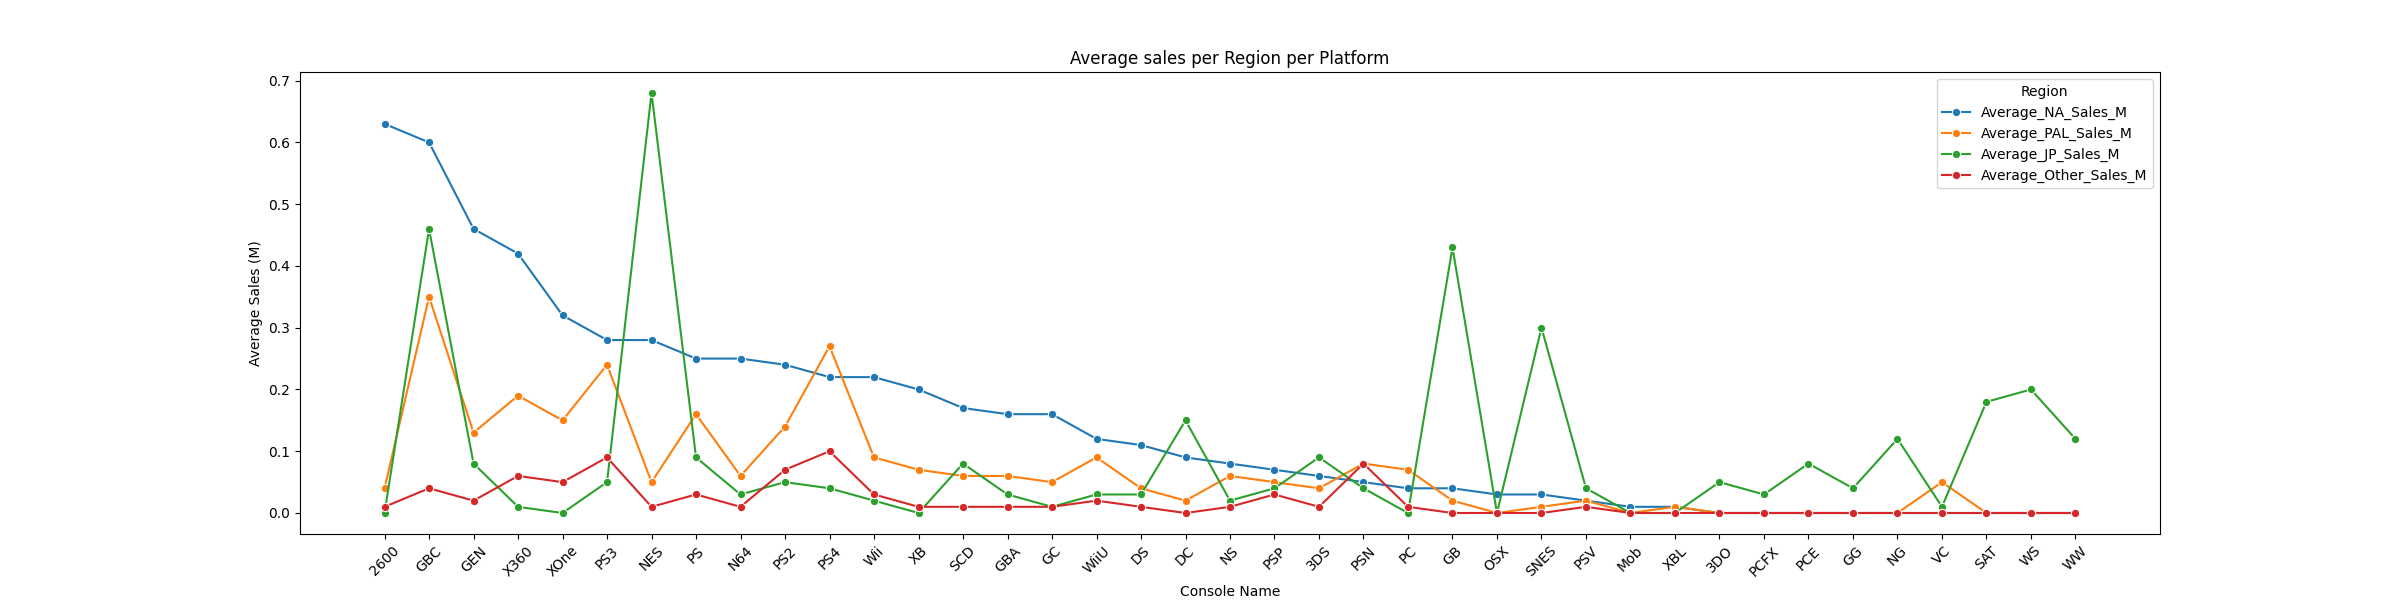 Average sales per Region per Platform
Average Sales (M)
0.7
0.6
0.5
0.4
0.3
0.2
0.1
0.0
Region
Average_NA_Sales_M
Average_PAL_Sales_M
Average_JP_Sales_M
Average_Other_Sales_M
2600
GBC
GEN
X360
XOne
PS3
NES
PS
N64
PS2
PS4
Wii
XB
SCD
GBA
GC
WiiU
DS
DC
NS
PSP
3DS
PSN
PC
GB
OSX
SNES
PSV
Mob
XBL
3DO
PCFX
PCE
GG
NG
VC
SAT
WS
WW
Console Name